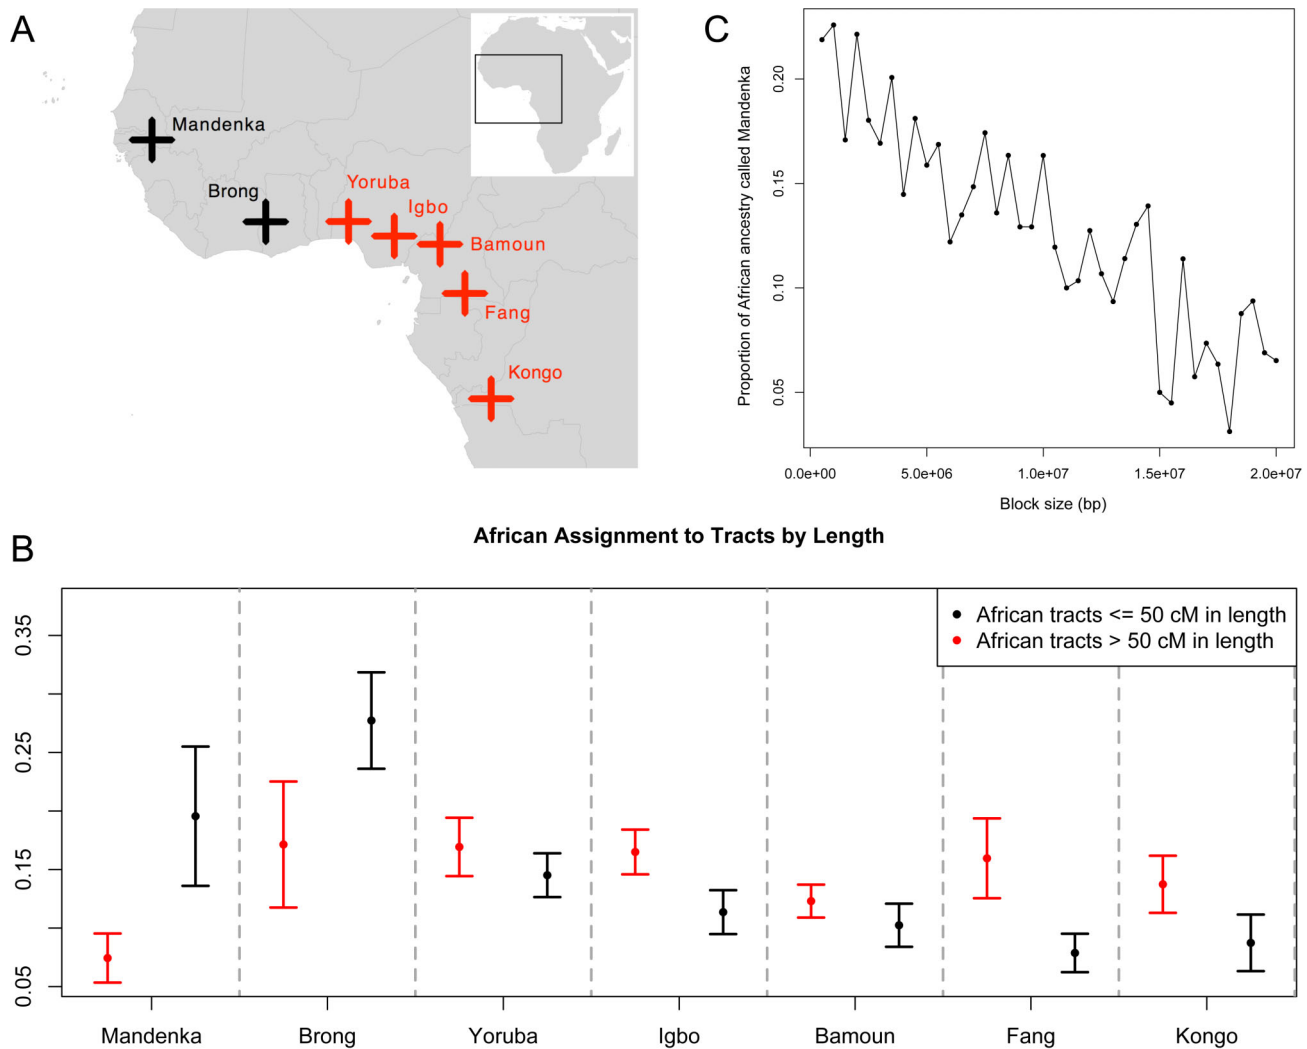 A
Mandenka
Brong
Yoruba
Igbo
Bamoun
Fang
Kongo
C
Proportion of African ancestry called Mandenka
0.20
0.15
0.10
0.05
0.0e+00 5.0e+06 1.0e+07 1.5e+07 2.0e+07
Block size (bp)
B
African Assignment to Tracts by Length
African tracts <= 50 cM in length
African tracts > 50 cM in length
0.35
0.25
0.15
0.05
Mandenka Brong Yoruba Igbo Bamoun Fang Kongo